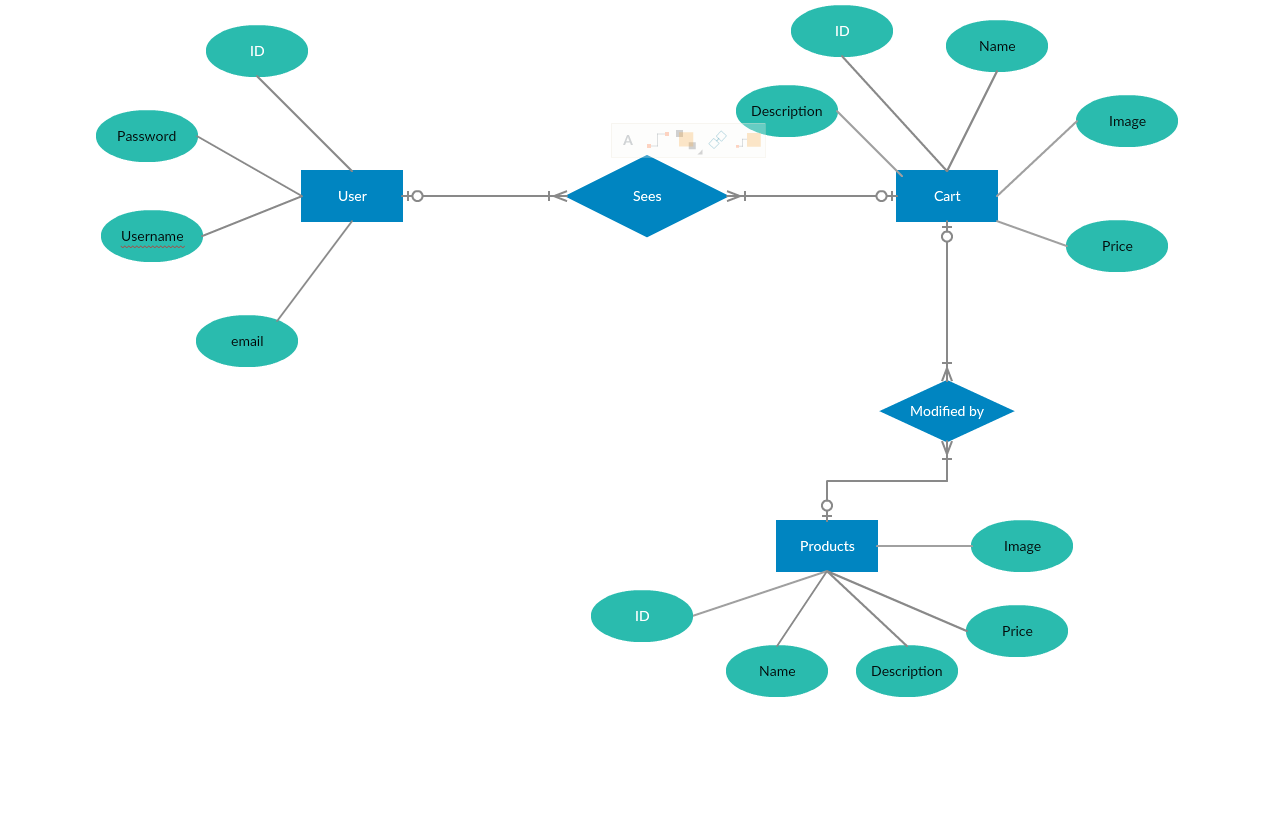 ID
Name
ID
Description
Image
Password
A
User
Sees
Cart
Username
Price
email
Modified by
Products
Image
ID
Price
Name
Description